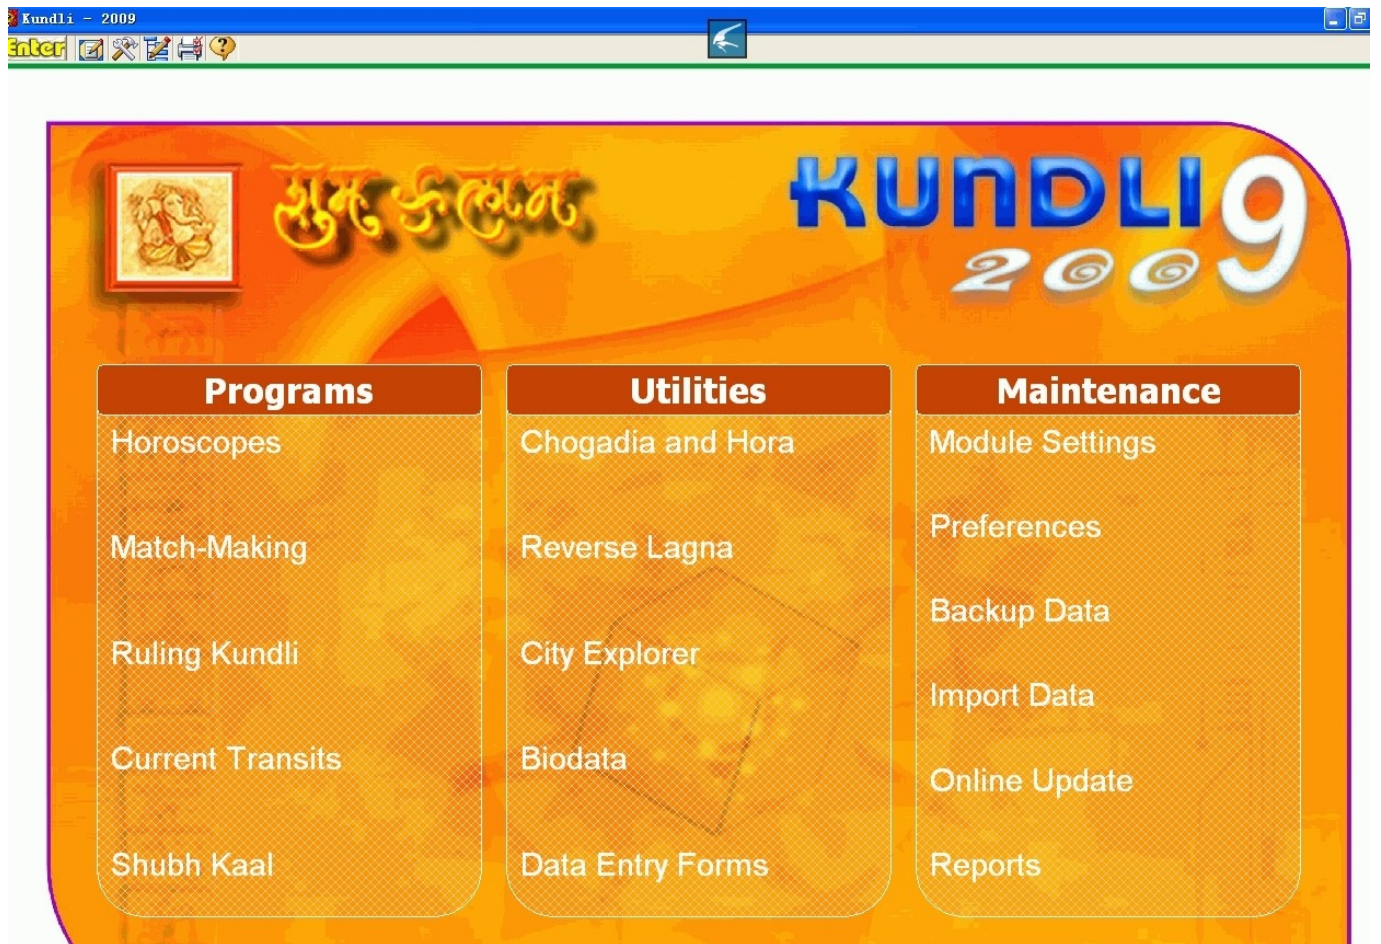 Kundli - 2009
Enter
शुभ 卐 लाभ
KUNDLI 9
2009
Programs
Horoscopes
Match-Making
Ruling Kundli
Current Transits
Shubh Kaal
Utilities
Chogadia and Hora
Reverse Lagna
City Explorer
Biodata
Data Entry Forms
Maintenance
Module Settings
Preferences
Backup Data
Import Data
Online Update
Reports